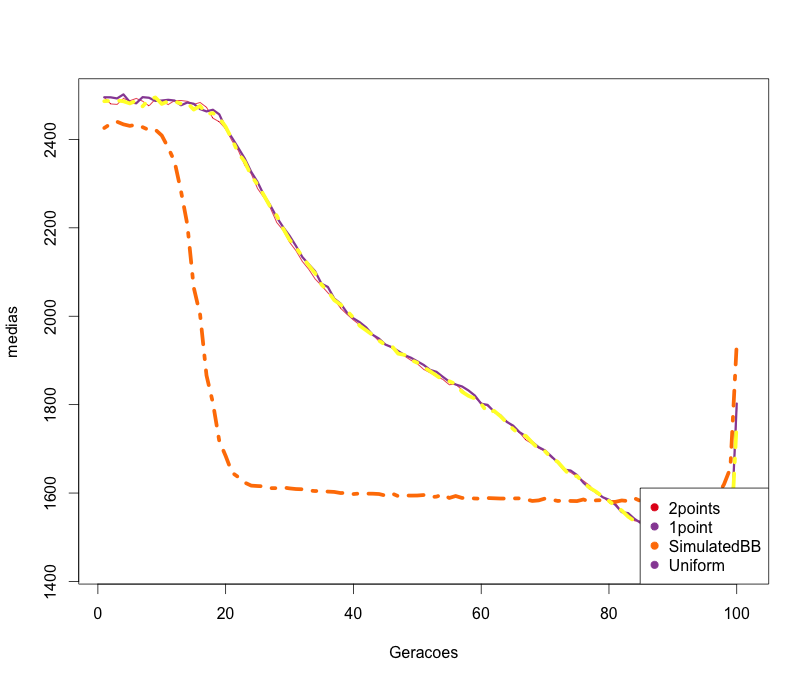 medias
2400
2200
2000
1800
1600
1400
2points
1point
SimulatedBB
Uniform
0 20 40 60 80 100
Geracoes